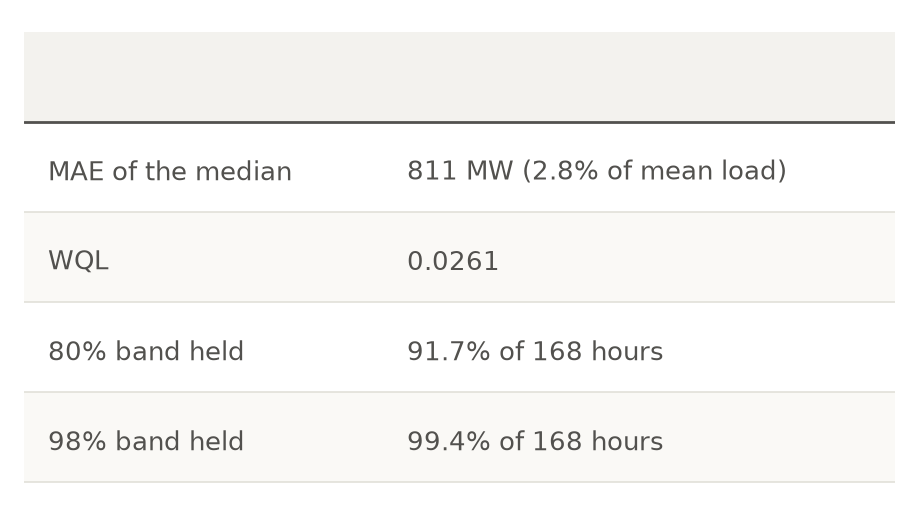 MAE of the median 811 MW (2.8% of mean load)
WQL 0.0261
80% band held 91.7% of 168 hours
98% band held 99.4% of 168 hours